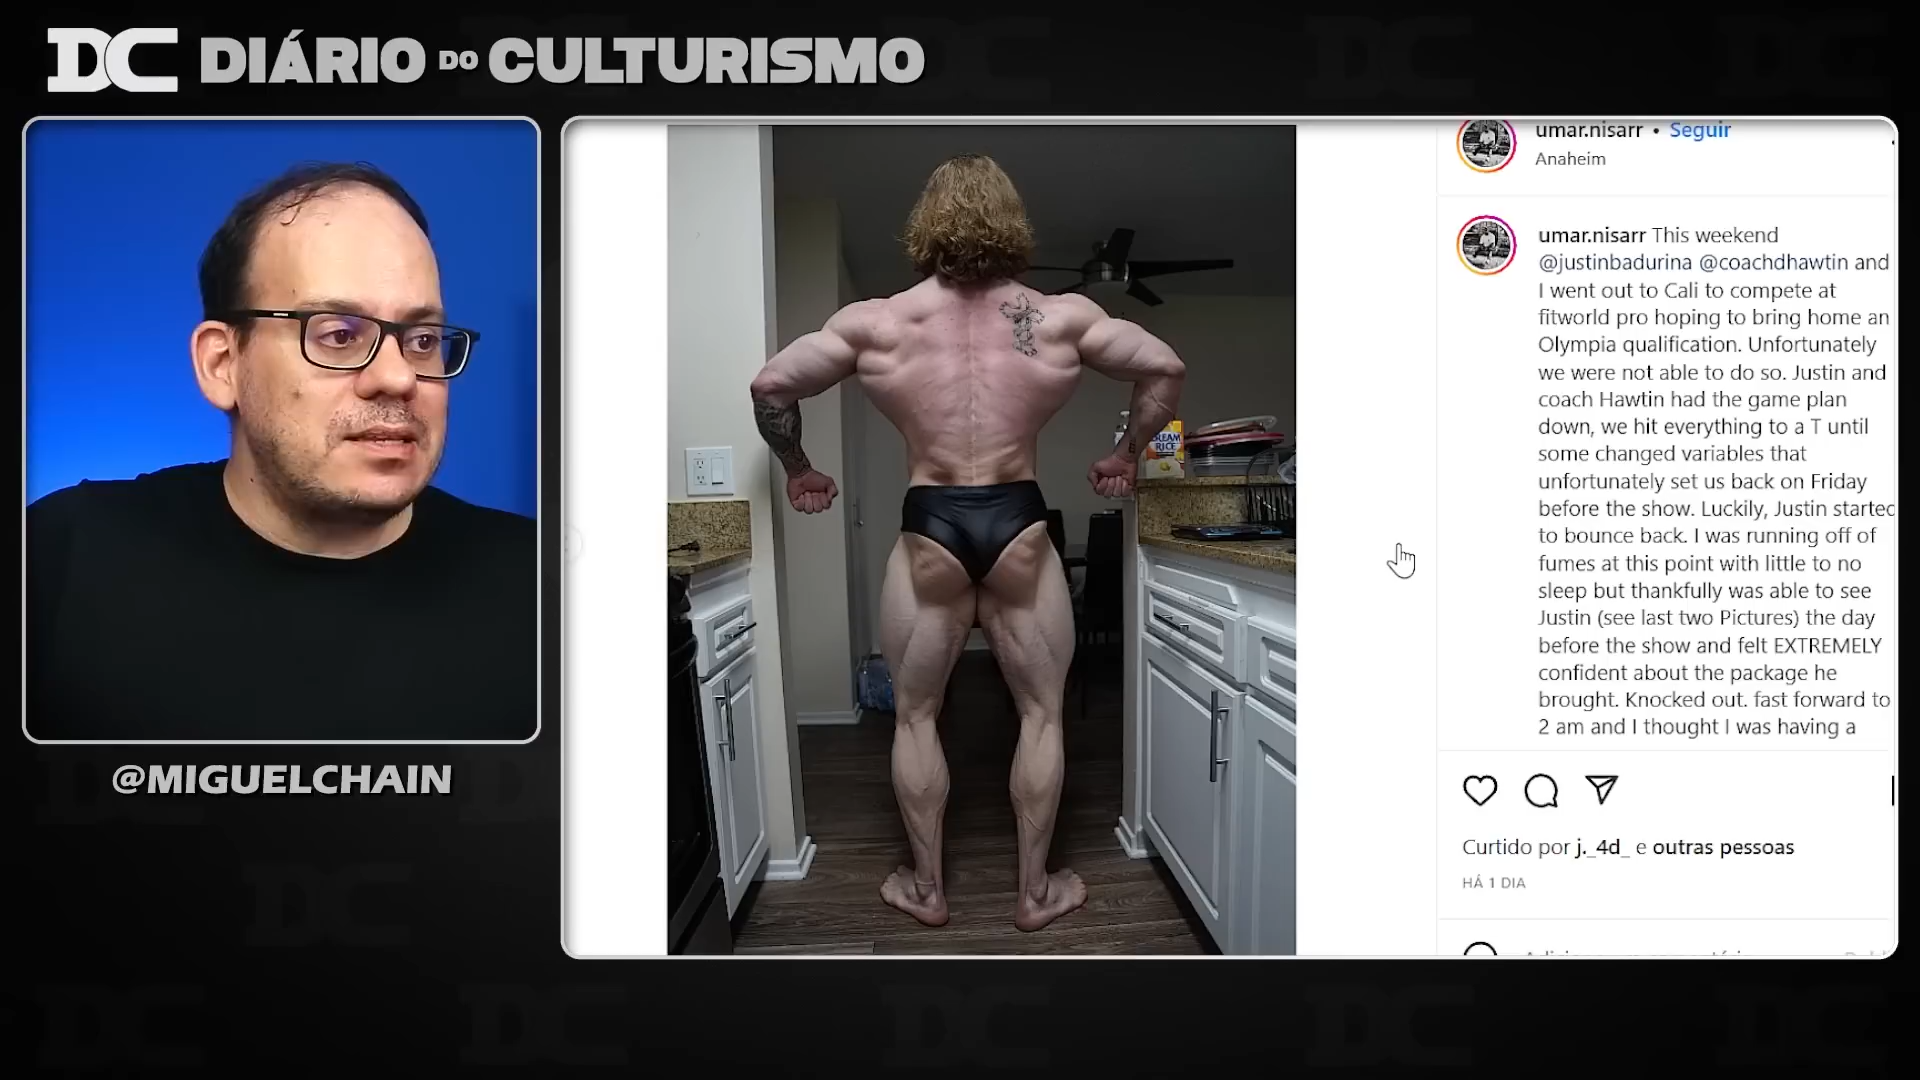 DC DIÁRIO DO CULTURISMO
@MIGUELCHAIN
CREAM
RICE
umar.nisarr • Seguir
Anaheim
umar.nisarr This weekend
@justinbadurina @coachdhawtin and
I went out to Cali to compete at
fitworld pro hoping to bring home an
Olympia qualification. Unfortunately
we were not able to do so. Justin and
coach Hawtin had the game plan
down, we hit everything to a T until
some changed variables that
unfortunately set us back on Friday
before the show. Luckily, Justin started
to bounce back. I was running off of
fumes at this point with little to no
sleep but thankfully was able to see
Justin (see last two Pictures) the day
before the show and felt EXTREMELY
confident about the package he
brought. Knocked out. fast forward to
2 am and I thought I was having a
Curtido por j._4d_ e outras pessoas
HÁ 1 DIA